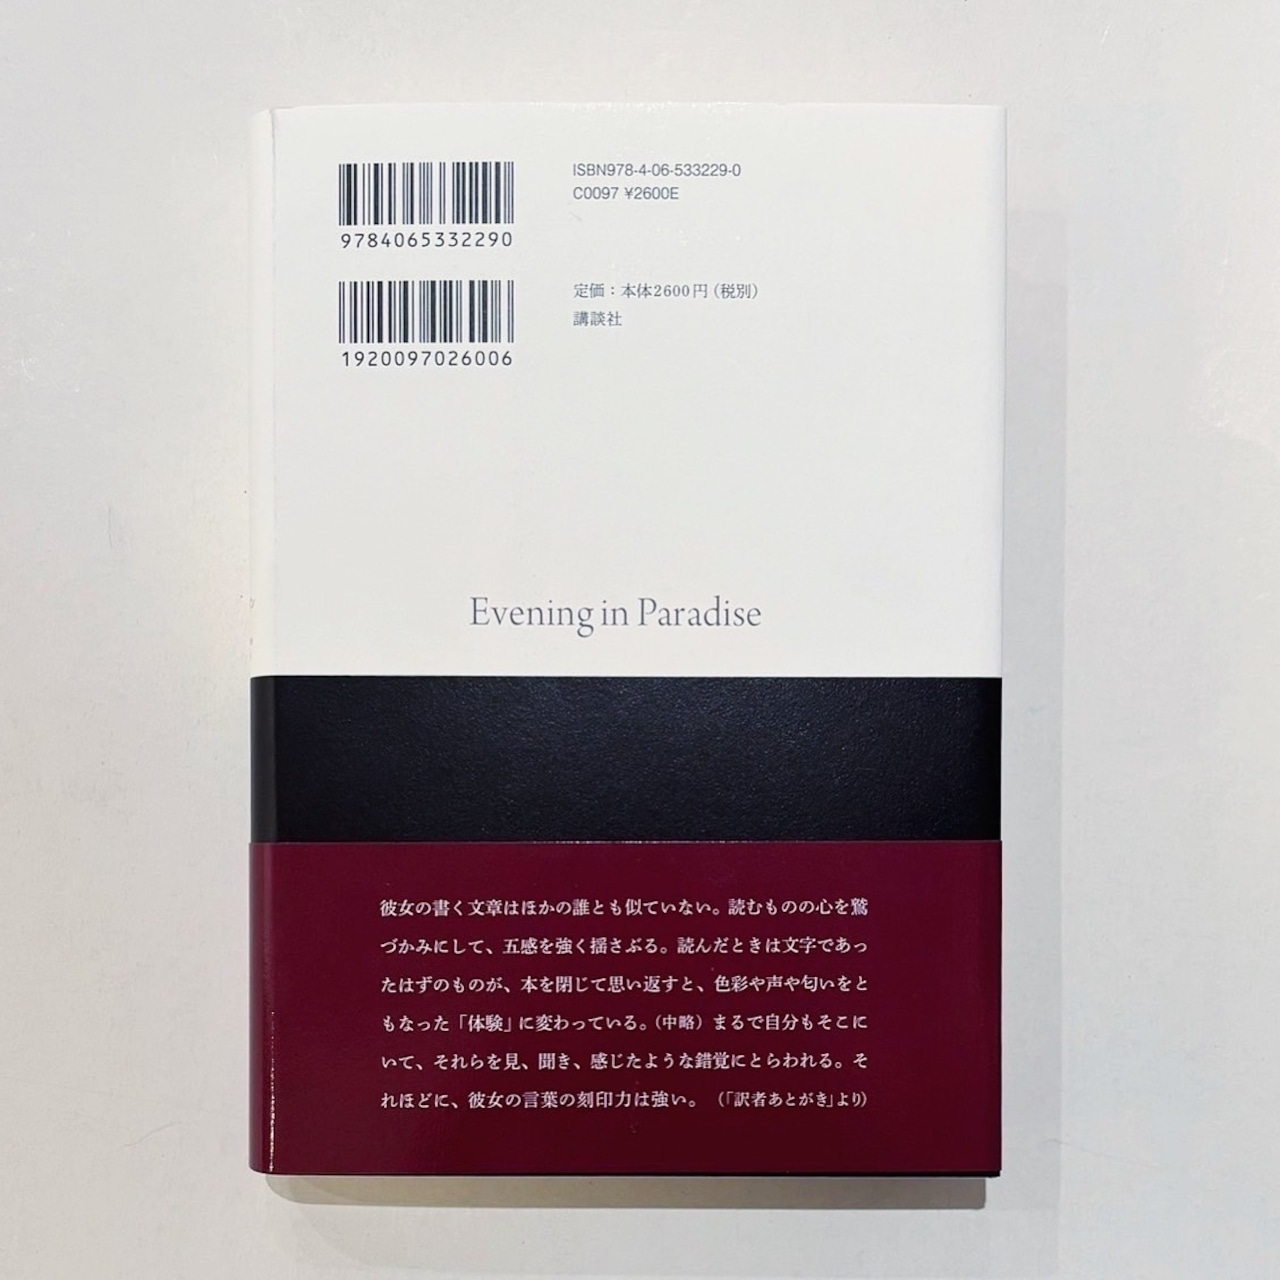 ISBN978-4-06-533229-0
C0097 ¥2600E
9784065332290
定価：本体2600円（税別）
講談社
1920097026006
Evening in Paradise
彼女の書く文章はほかの誰とも似ていない。読むものの心を鷲
づかみにして、五感を強く揺さぶる。読んだときは文字であっ
たはずのものが、本を閉じて思い返すと、色彩や声や匂いをと
もなった「体験」に変わっている。（中略）まるで自分もそこに
いて、それらを見、聞き、感じたような錯覚にとらわれる。そ
れほどに、彼女の言葉の刻印力は強い。（「訳者あとがき」より）